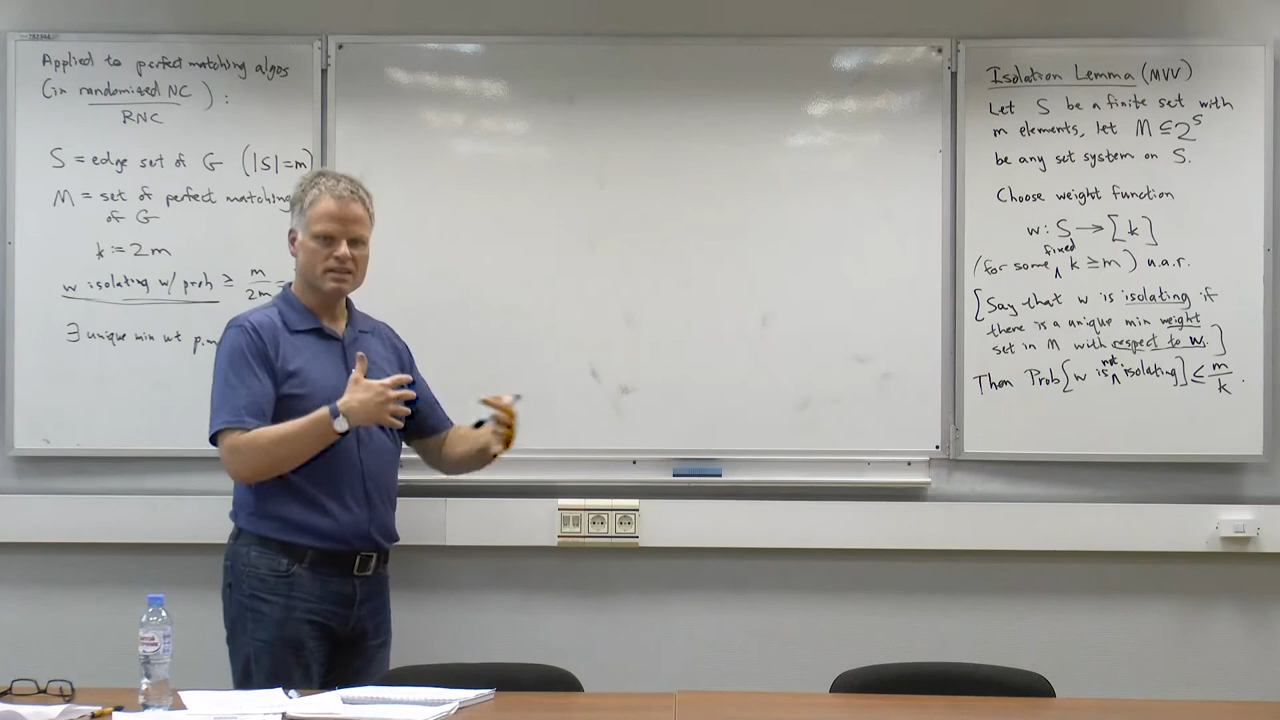 Applied to perfect matching algos
(in randomized NC ) :
RNC
S = edge set of G (|S|=m)
M = set of perfect matching
of G
k := 2m
w isolating w/ prob ≥ m/2m =
∃ unique min wt p.m
Isolation Lemma (MVV)
Let S be a finite set with
m elements, let M ⊆ 2^S
be any set system on S.
Choose weight function
w: S → [k]
(for some fixed k ≥ m) u.a.r.
[Say that w is isolating if
there is a unique min weight
set in M with respect to w.]
Then Prob[w is not isolating] ≤ m/k.